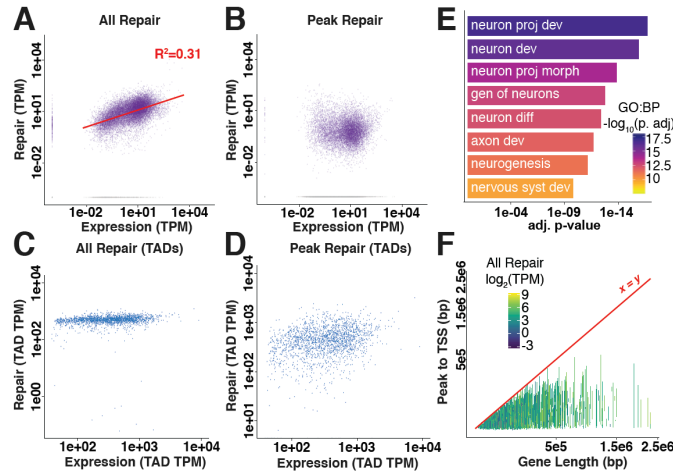 A
All Repair
R²=0.31
Repair (TPM)
1e+04
1e+01
1e-02
1e-02 1e+01 1e+04
Expression (TPM)
B
Peak Repair
Repair (TPM)
1e+04
1e+01
1e-02
1e-02 1e+01 1e+04
Expression (TPM)
E
neuron proj dev
neuron dev
neuron proj morph
gen of neurons
neuron diff
axon dev
neurogenesis
nervous syst dev
GO:BP
-log10(p. adj)
17.5
15
12.5
10
1e-04 1e-09 1e-14
adj. p-value
C
All Repair (TADs)
Repair (TAD TPM)
1e+04
1e+02
1e+00
1e+02 1e+03 1e+04
Expression (TAD TPM)
D
Peak Repair (TADs)
Repair (TAD TPM)
1e+04
1e+03
1e+02
1e+01
1e+02 1e+03 1e+04
Expression (TAD TPM)
F
All Repair
log2(TPM)
9
6
3
0
-3
x = y
Peak to TSS (bp)
2.5e6
1.5e6
5e5
5e5 1.5e6 2.5e6
Gene Length (bp)